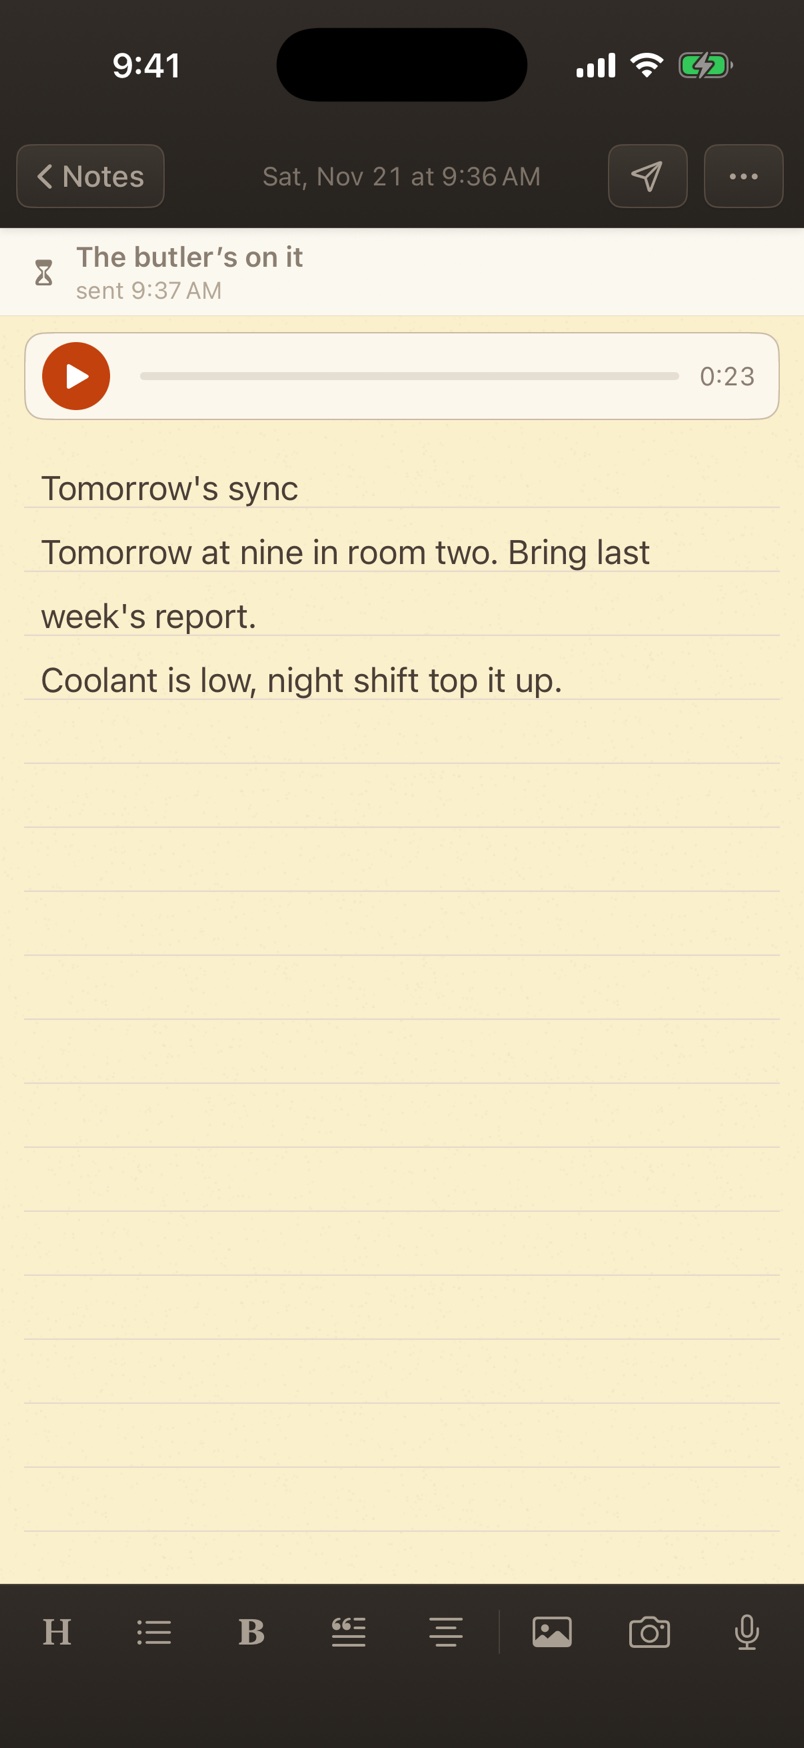 9:41
Notes
Sat, Nov 21 at 9:36 AM
The butler’s on it
sent 9:37 AM
0:23
Tomorrow's sync
Tomorrow at nine in room two. Bring last
week's report.
Coolant is low, night shift top it up.
H
B